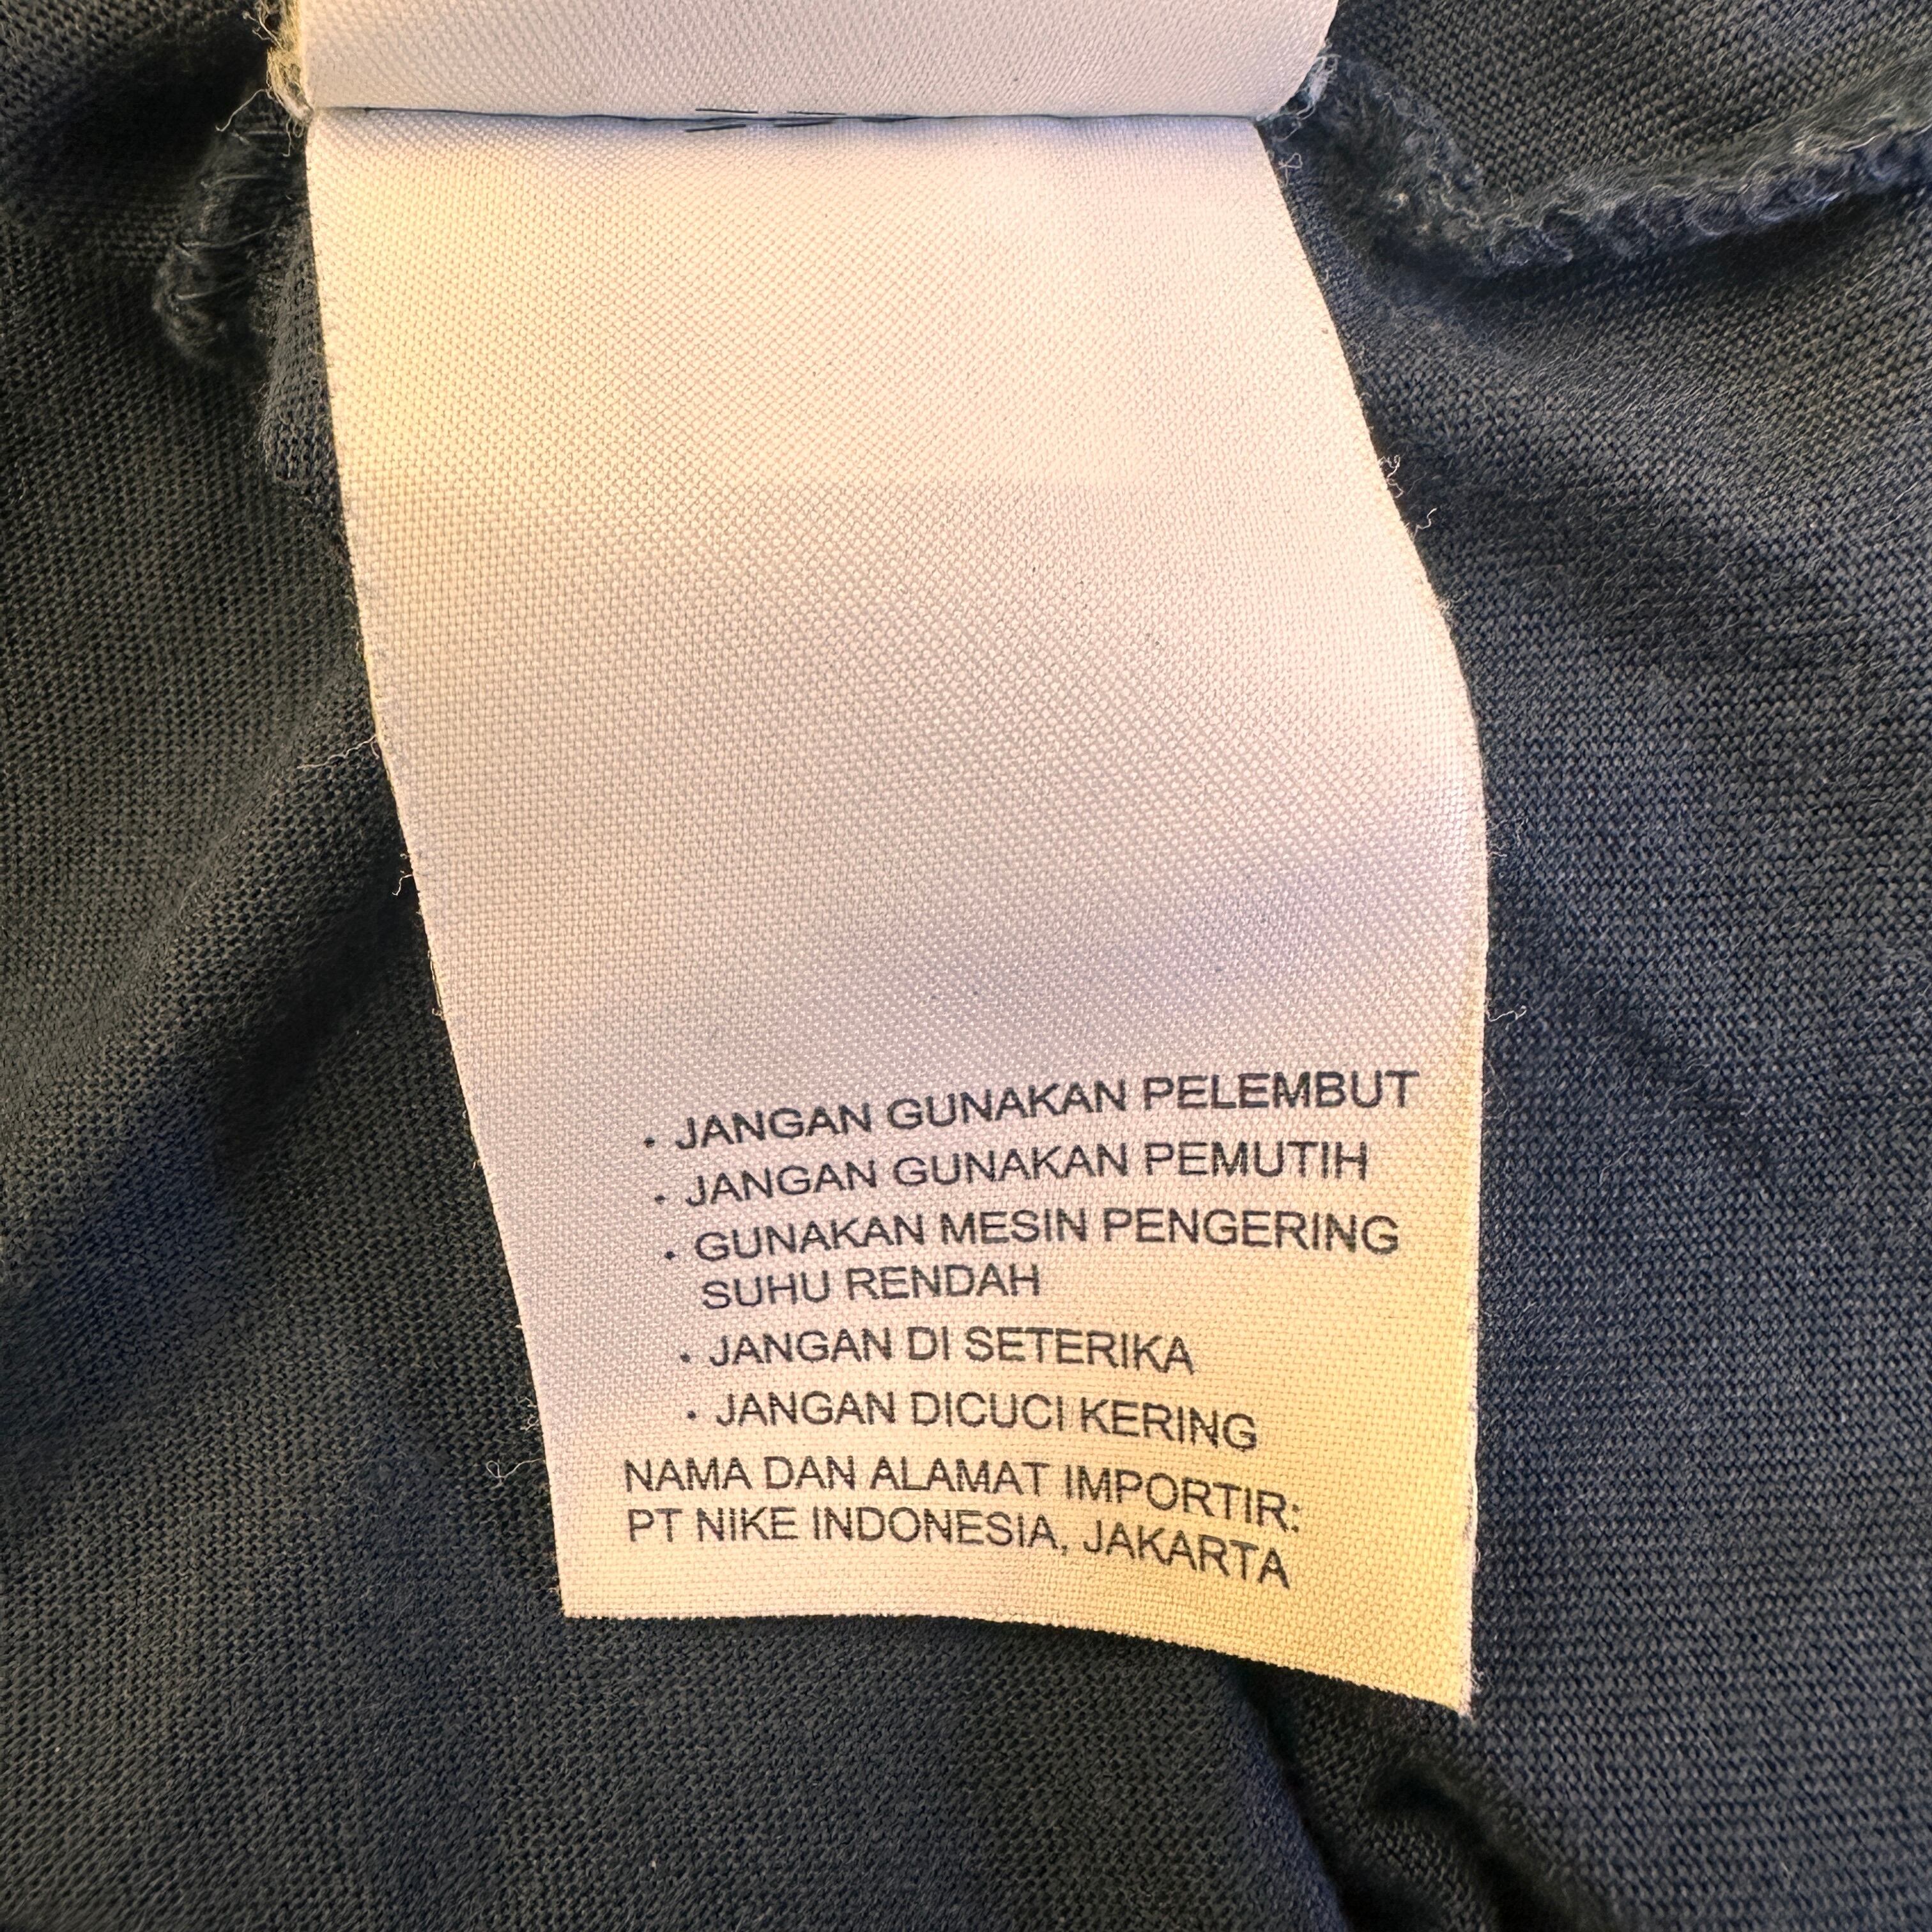 • JANGAN GUNAKAN PELEMBUT
• JANGAN GUNAKAN PEMUTIH
• GUNAKAN MESIN PENGERING
SUHU RENDAH
• JANGAN DI SETERIKA
• JANGAN DICUCI KERING
NAMA DAN ALAMAT IMPORTIR:
PT NIKE INDONESIA, JAKARTA